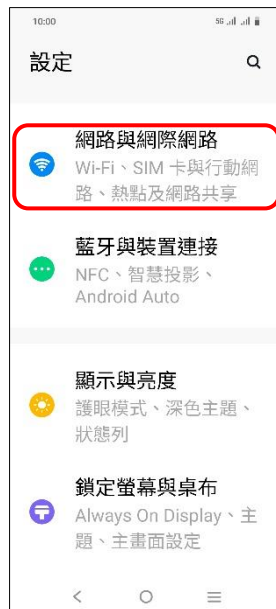 10:00
5G
設定
網路與網際網路
Wi-Fi、SIM 卡與行動網
路、熱點及網路共享
藍牙與裝置連接
NFC、智慧投影、
Android Auto
顯示與亮度
護眼模式、深色主題、
狀態列
鎖定螢幕與桌布
Always On Display、主
題、主畫面設定